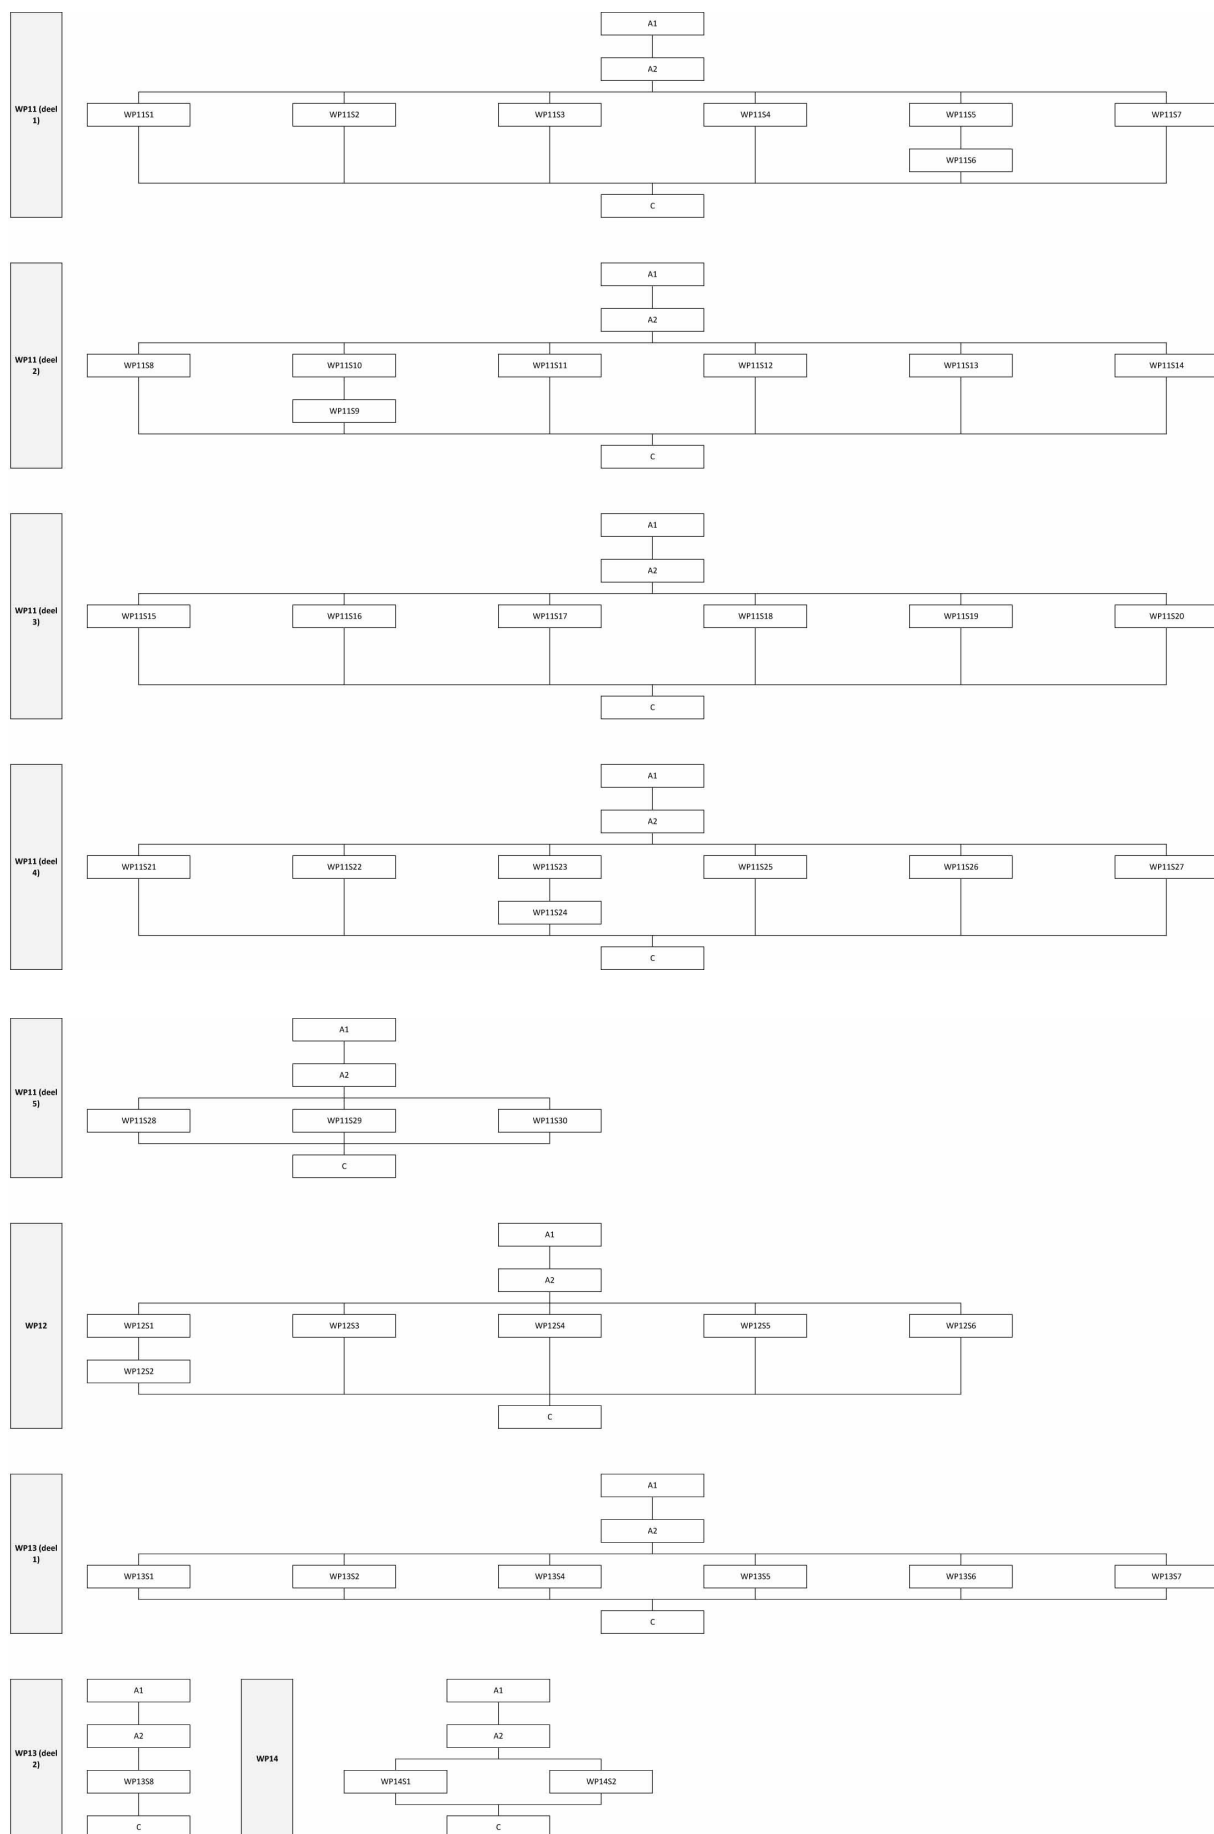 A1
A2
WP11 (deel
1)
WP11S1
WP11S2
WP11S3
WP11S4
WP11S5
WP11S7
WP11S6
C
A1
A2
WP11 (deel
2)
WP11S8
WP11S10
WP11S11
WP11S12
WP11S13
WP11S14
WP11S9
C
A1
A2
WP11 (deel
3)
WP11S15
WP11S16
WP11S17
WP11S18
WP11S19
WP11S20
C
A1
A2
WP11 (deel
4)
WP11S21
WP11S22
WP11S23
WP11S25
WP11S26
WP11S27
WP11S24
C
A1
A2
WP11 (deel
5)
WP11S28
WP11S29
WP11S30
C
A1
A2
WP12
WP12S1
WP12S3
WP12S4
WP12S5
WP12S6
WP12S2
C
A1
A2
WP13 (deel
1)
WP13S1
WP13S2
WP13S4
WP13S5
WP13S6
WP13S7
C
WP13 (deel
2)
A1
A2
WP13S8
C
WP14
A1
A2
WP14S1
WP14S2
C